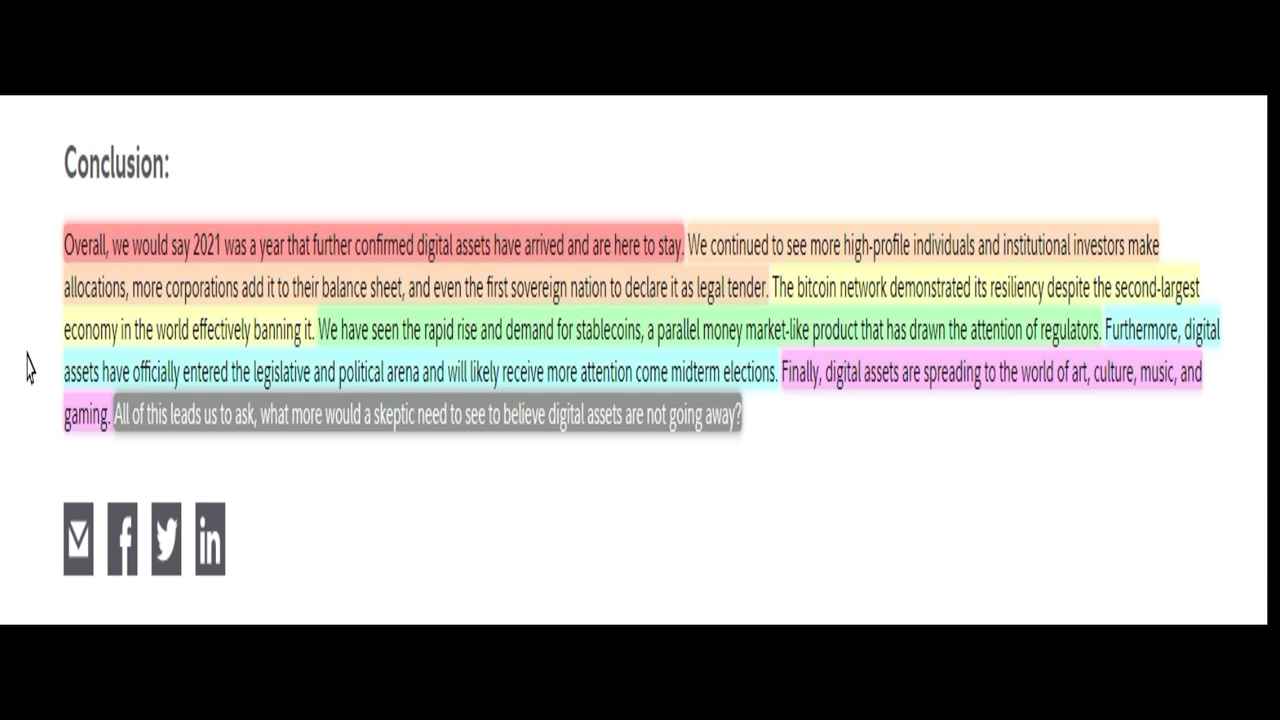 Conclusion:
Overall, we would say 2021 was a year that further confirmed digital assets have arrived and are here to stay. We continued to see more high-profile individuals and institutional investors make
allocations, more corporations add it to their balance sheet, and even the first sovereign nation to declare it as legal tender. The bitcoin network demonstrated its resiliency despite the second-largest
economy in the world effectively banning it. We have seen the rapid rise and demand for stablecoins, a parallel money market-like product that has drawn the attention of regulators. Furthermore, digital
assets have officially entered the legislative and political arena and will likely receive more attention come midterm elections. Finally, digital assets are spreading to the world of art, culture, music, and
gaming. All of this leads us to ask, what more would a skeptic need to see to believe digital assets are not going away?
f in